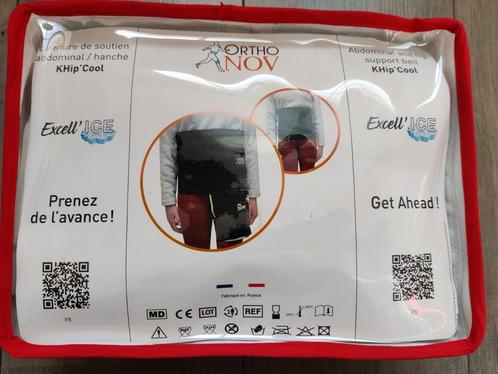 Ceinture de soutien
abdominal / hanche
KHip'Cool
ORTHO
NOV
Abdominal and hip
support belt
KHip'Cool
Excell'ICE
Excell'ICE
Prenez
de l'avance !
Get Ahead !
Fabriqué en France
FR
MD CE LOT REF
EN